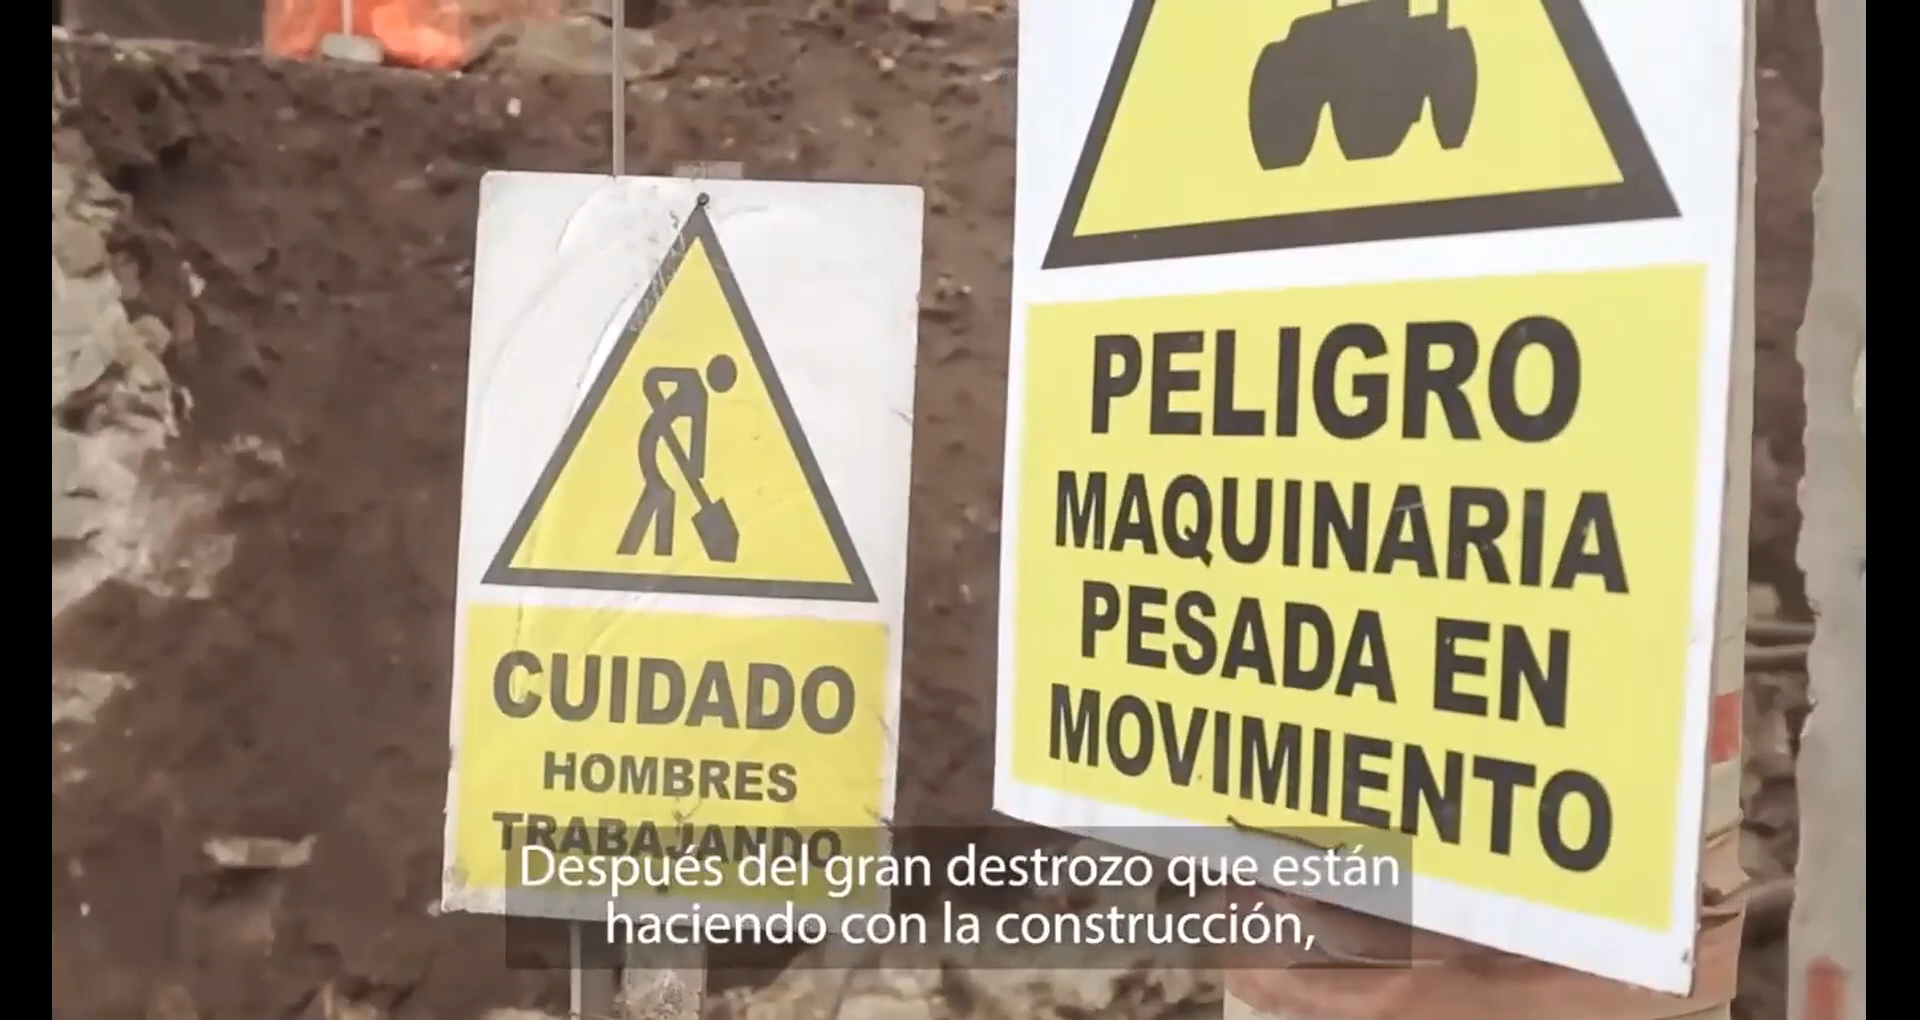 CUIDADO
HOMBRES
TRABAJANDO
PELIGRO
MAQUINARIA
PESADA EN
MOVIMIENTO
Después del gran destrozo que están
haciendo con la construcción,